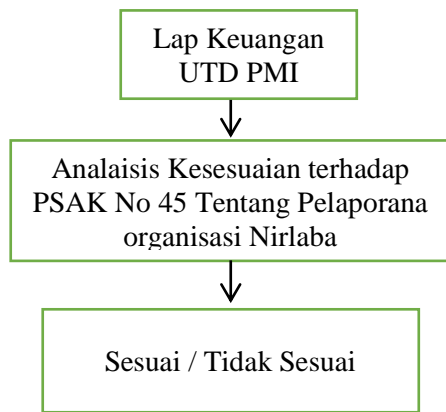 Lap Keuangan
UTD PMI
Analaisis Kesesuaian terhadap
PSAK No 45 Tentang Pelaporana
organisasi Nirlaba
Sesuai / Tidak Sesuai